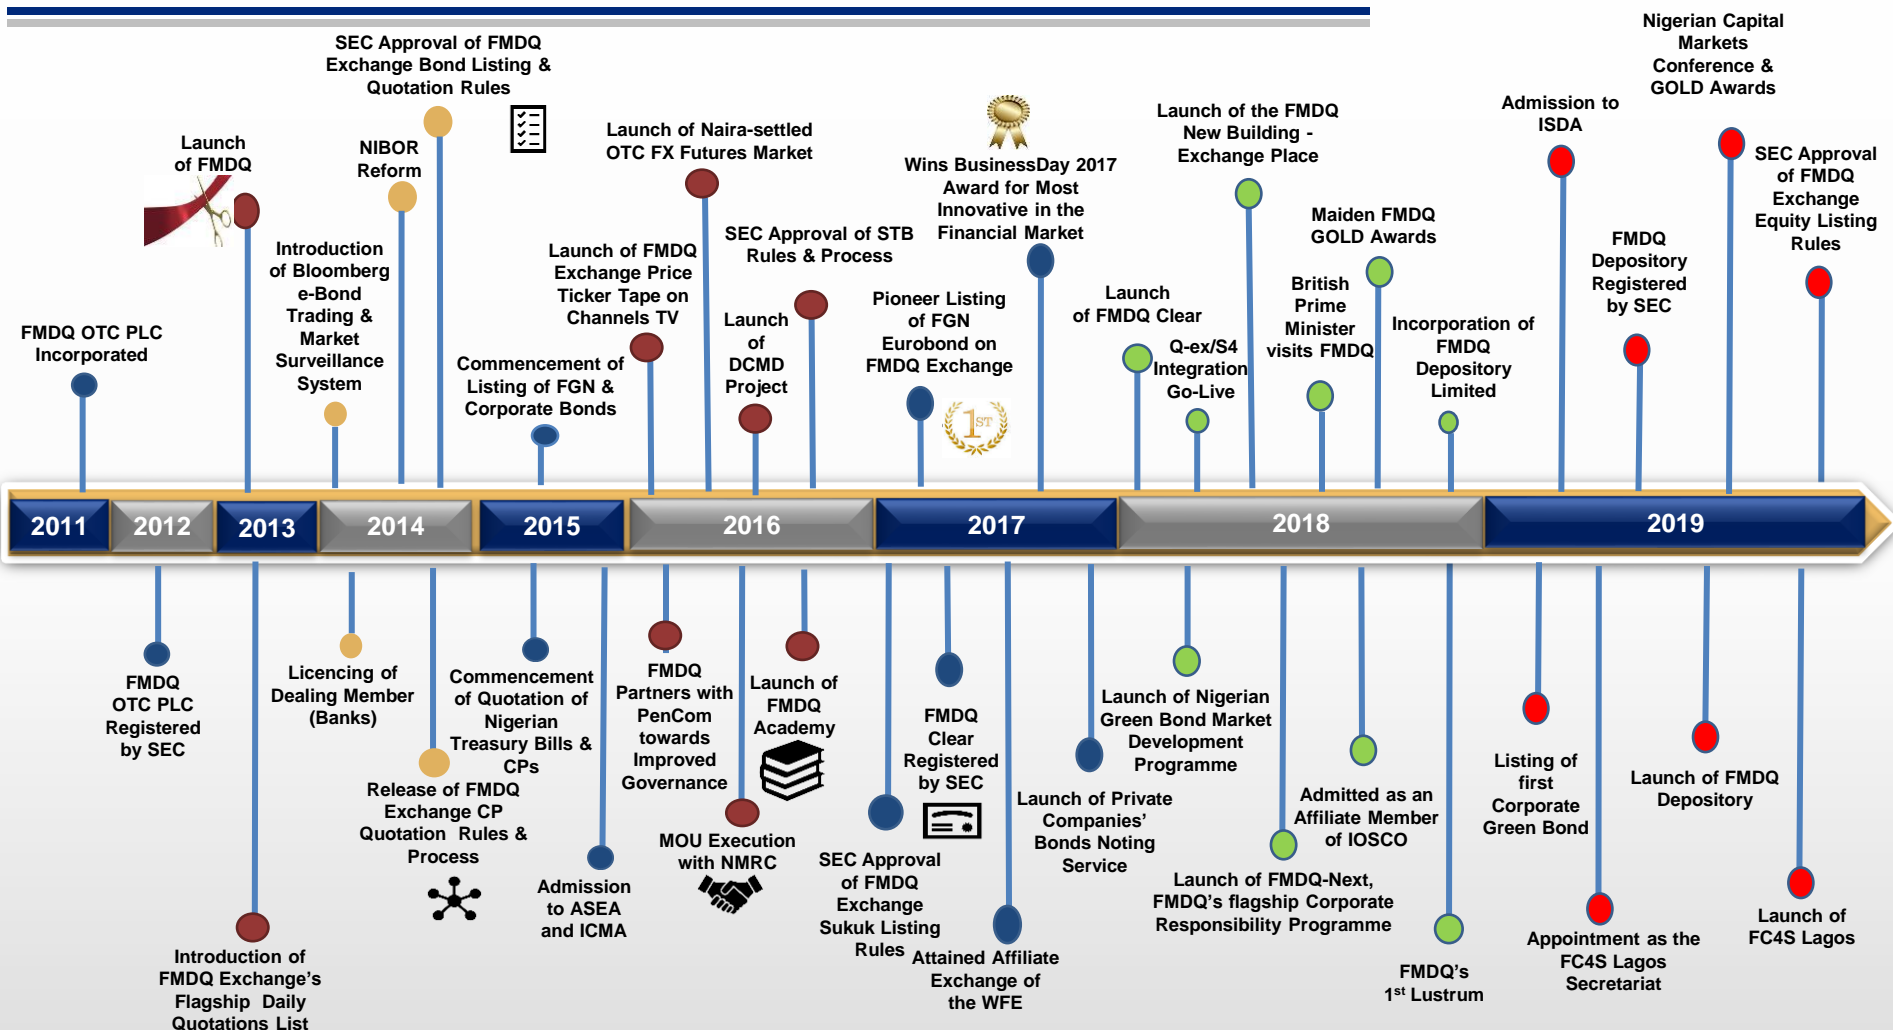 SEC Approval of FMDQ
Exchange Bond Listing &
Quotation Rules
Launch
of FMDQ
NIBOR
Reform
Introduction
of Bloomberg
e-Bond
Trading &
Market
Surveillance
System
FMDQ OTC PLC
Incorporated
Commencement of
Listing of FGN &
Corporate Bonds
Launch of FMDQ
Exchange Price
Ticker Tape on
Channels TV
Launch of Naira-settled
OTC FX Futures Market
Launch
of
DCMD
Project
SEC Approval of STB
Rules & Process
Pioneer Listing
of FGN
Eurobond on
FMDQ Exchange
1ST
Wins BusinessDay 2017
Award for Most
Innovative in the
Financial Market
Launch
of FMDQ Clear
Q-ex/S4
Integration
Go-Live
Launch of the FMDQ
New Building -
Exchange Place
British
Prime
Minister
visits FMDQ
Maiden FMDQ
GOLD Awards
Incorporation of
FMDQ
Depository
Limited
Admission to
ISDA
FMDQ
Depository
Registered
by SEC
Nigerian Capital
Markets
Conference &
GOLD Awards
SEC Approval
of FMDQ
Exchange
Equity Listing
Rules
2011
2012
2013
2014
2015
2016
2017
2018
2019
FMDQ
OTC PLC
Registered
by SEC
Introduction of
FMDQ Exchange’s
Flagship Daily
Quotations List
Licencing of
Dealing Member
(Banks)
Release of FMDQ
Exchange CP
Quotation Rules &
Process
Commencement
of Quotation of
Nigerian
Treasury Bills &
CPs
Admission
to ASEA
and ICMA
FMDQ
Partners with
PenCom
towards
Improved
Governance
MOU Execution
with NMRC
Launch of
FMDQ
Academy
SEC Approval
of FMDQ
Exchange
Sukuk Listing
Rules
FMDQ
Clear
Registered
by SEC
Attained Affiliate
Exchange of
the WFE
Launch of Private
Companies’
Bonds Noting
Service
Launch of Nigerian
Green Bond Market
Development
Programme
Launch of FMDQ-Next,
FMDQ’s flagship Corporate
Responsibility Programme
Admitted as an
Affiliate Member
of IOSCO
FMDQ’s
1st Lustrum
Listing of
first
Corporate
Green Bond
Appointment as the
FC4S Lagos
Secretariat
Launch of FMDQ
Depository
Launch of
FC4S Lagos